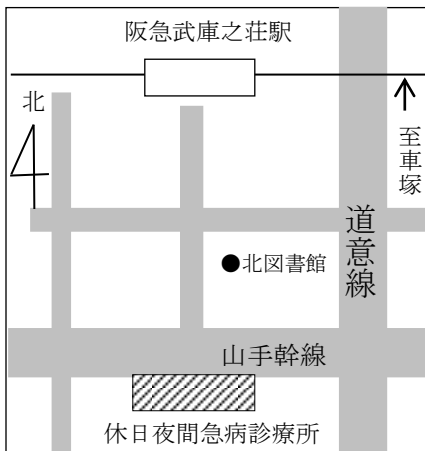 阪急武庫之荘駅
北
至車塚
道意線
●北図書館
山手幹線
休日夜間急病診療所